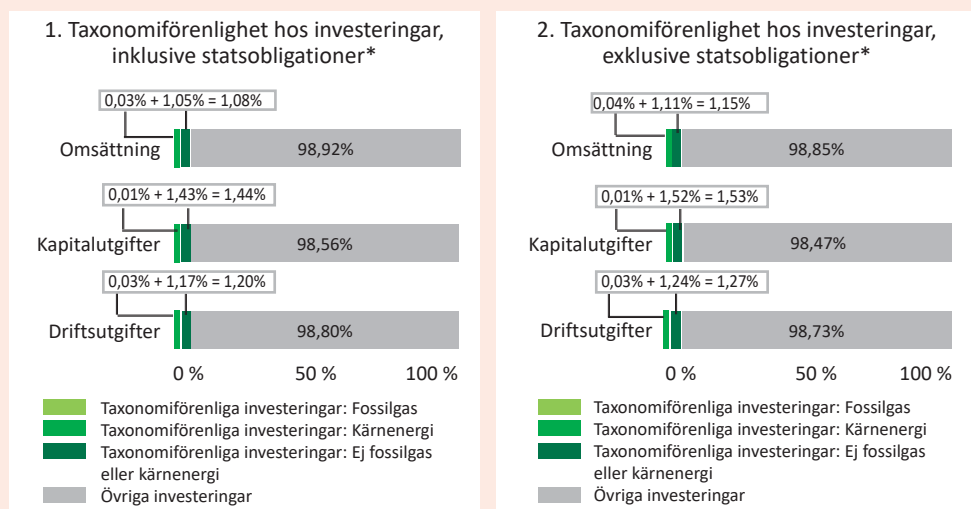 1. Taxonomiförenlighet hos investeringar,
inklusive statsobligationer*
0,03% + 1,05% = 1,08%
Omsättning
98,92%
0,01% + 1,43% = 1,44%
Kapitalutgifter
98,56%
0,03% + 1,17% = 1,20%
Driftsutgifter
98,80%
0 % 50 % 100 %
Taxonomiförenliga investeringar: Fossilgas
Taxonomiförenliga investeringar: Kärnenergi
Taxonomiförenliga investeringar: Ej fossilgas
eller kärnenergi
Övriga investeringar
2. Taxonomiförenlighet hos investeringar,
exklusive statsobligationer*
0,04% + 1,11% = 1,15%
Omsättning
98,85%
0,01% + 1,52% = 1,53%
Kapitalutgifter
98,47%
0,03% + 1,24% = 1,27%
Driftsutgifter
98,73%
0 % 50 % 100 %
Taxonomiförenliga investeringar: Fossilgas
Taxonomiförenliga investeringar: Kärnenergi
Taxonomiförenliga investeringar: Ej fossilgas
eller kärnenergi
Övriga investeringar